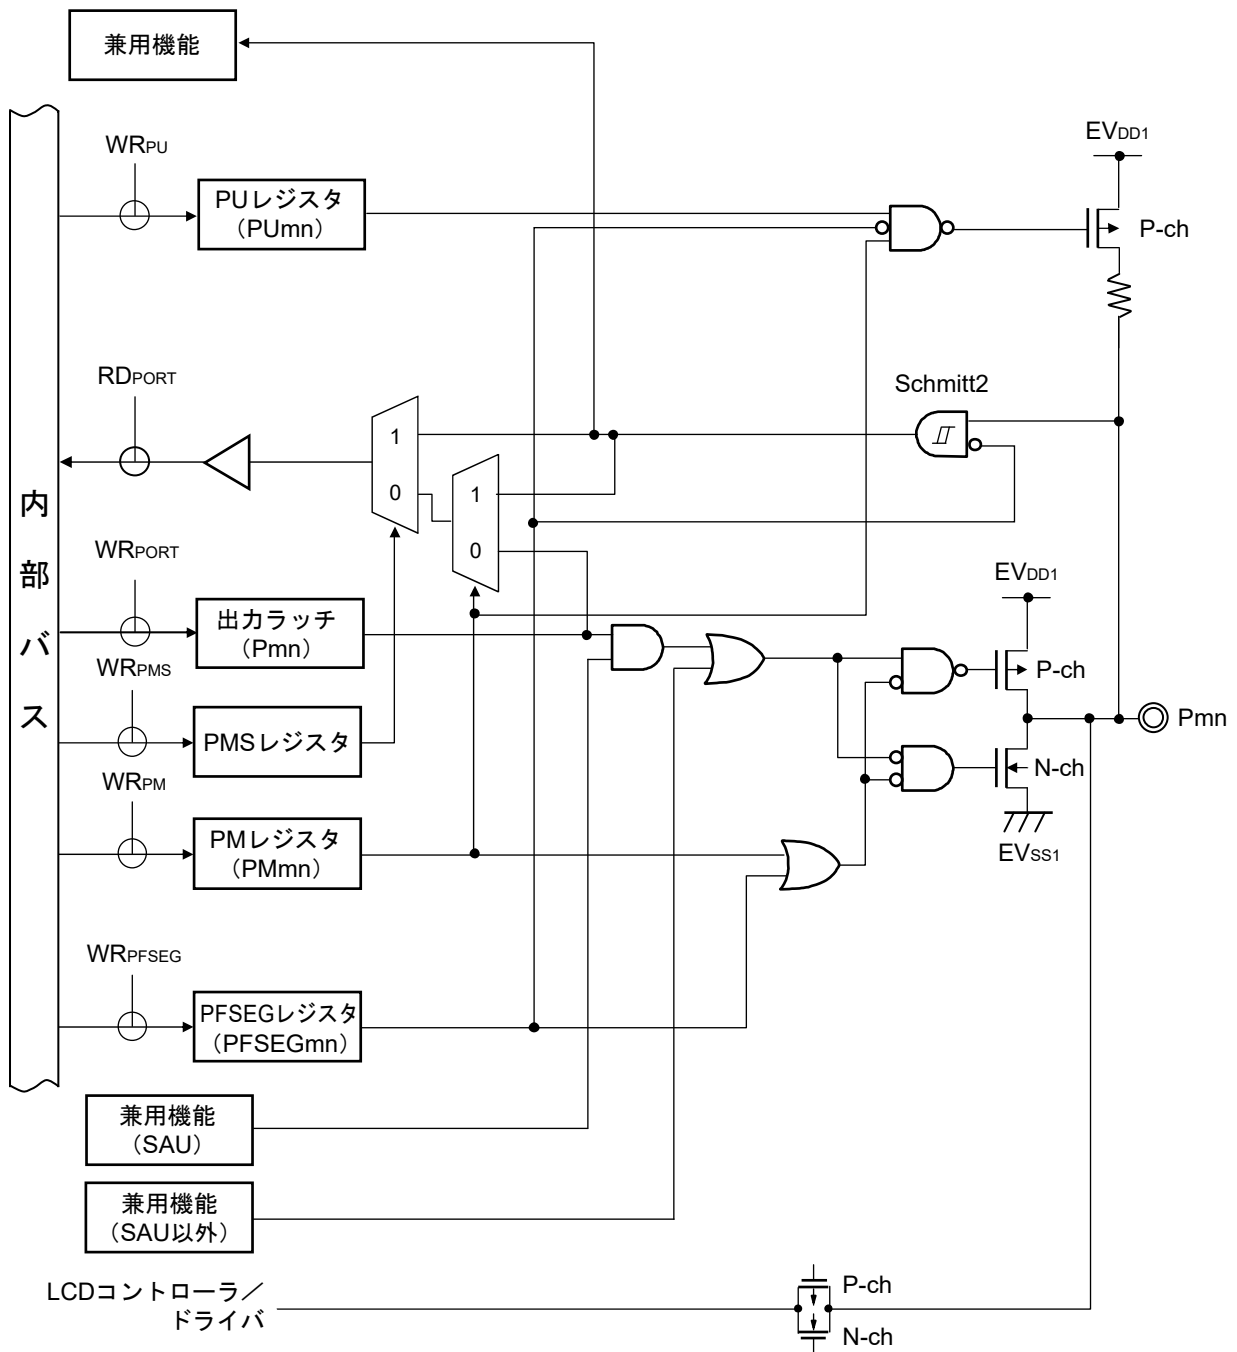 兼用機能
WRPU
PUレジスタ
（PUmn）
EVDD1
P-ch
RDPORT
Schmitt2
1
0
1
0
内部バス
WRPORT
出力ラッチ
（Pmn）
EVDD1
P-ch
Pmn
WRPMS
PMSレジスタ
N-ch
EVSS1
WRPM
PMレジスタ
（PMmn）
WRPFSEG
PFSEGレジスタ
（PFSEGmn）
兼用機能
（SAU）
兼用機能
（SAU以外）
LCDコントローラ／
ドライバ
P-ch
N-ch